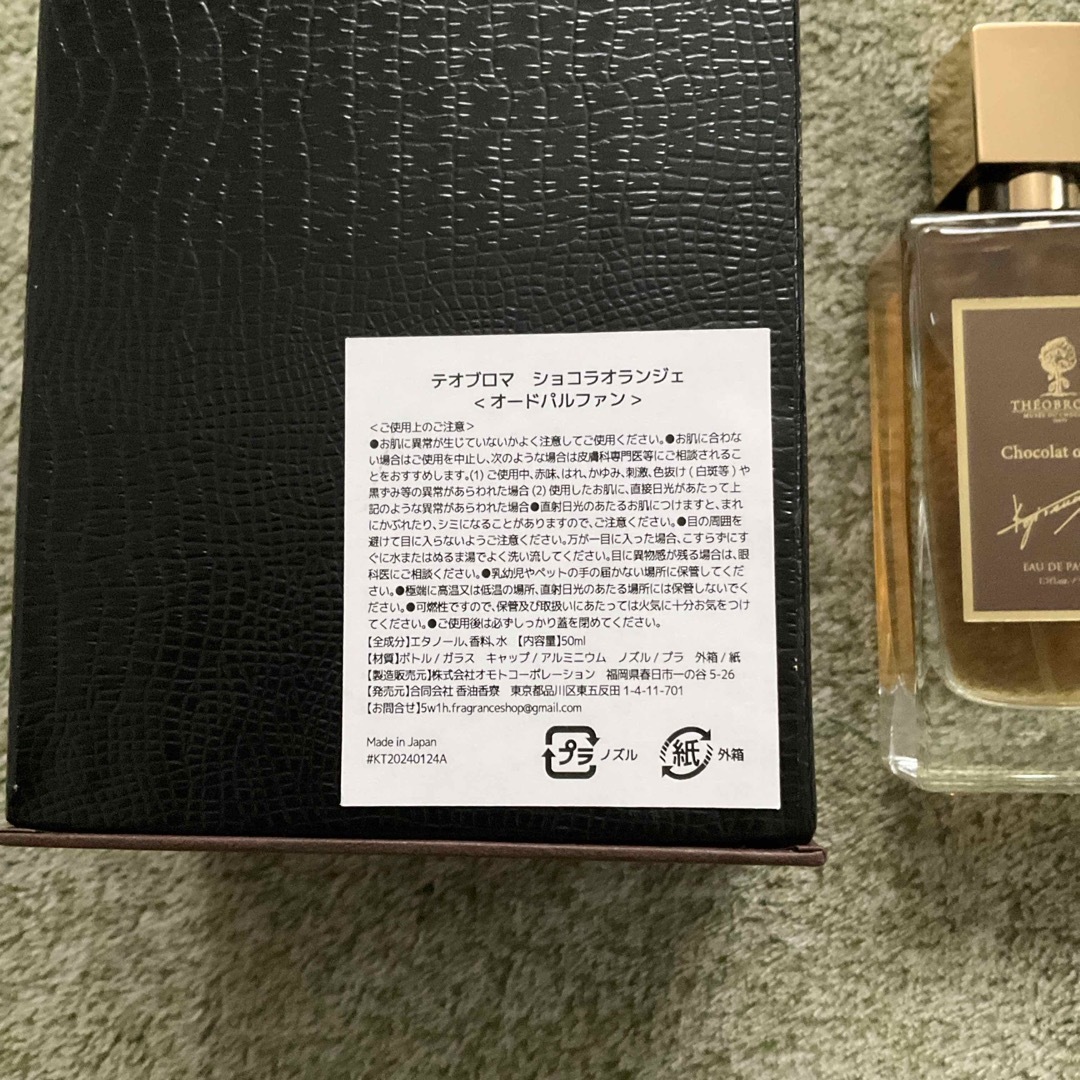 テオブロマ　ショコラオランジェ
< オードパルファン >
<ご使用上のご注意>
●お肌に異常が生じていないかよく注意してご使用ください。●お肌に合わな
い場合はご使用を中止し、次のような場合は皮膚科専門医等にご相談されるこ
とをおすすめします。(1) ご使用中、赤味、はれ、かゆみ、刺激、色抜け ( 白斑等 ) や
黒ずみ等の異常があらわれた場合 (2) 使用したお肌に、直接日光があたって上
記のような異常があらわれた場合●直射日光のあたるお肌につけますと、まれ
にかぶれたり、シミになることがありますので、ご注意ください。●目の周囲を
避けて目に入らないようご注意ください。万が一目に入った場合、こすらずにす
ぐに水またはぬるま湯でよく洗い流してください。目に異物感が残る場合は、眼
科医にご相談ください。●乳幼児やペットの手の届かない場所に保管してくだ
さい。●極端に高温又は低温の場所、直射日光のあたる場所には保管しないでく
ださい。●可燃性ですので、保管及び取扱いにあたっては火気に十分お気をつけ
てください。●ご使用後は必ずしっかり蓋を閉めてください。
【全成分】エタノール、香料、水　【内容量】50ml
【材質】ボトル / ガラス　キャップ / アルミニウム　ノズル / プラ　外箱 / 紙
【製造販売元】株式会社オモトコーポレーション　福岡県春日市一の谷 5-26
【発売元】合同会社 香油香寮　東京都品川区東五反田 1-4-11-701
【お問合せ】5w1h.fragranceshop@gmail.com
Made in Japan
#KT20240124A
プラ ノズル
紙 外箱
THÉOBRO
Chocolat
EAU DE PA